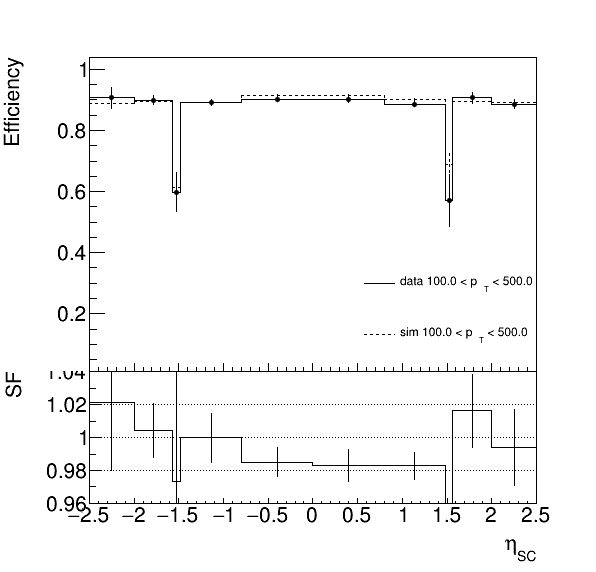 Efficiency
1
0.8
0.6
0.4
0.2
data 100.0 < p T < 500.0
sim 100.0 < p T < 500.0
SF
1.04
1.02
1
0.98
0.96
−2.5 −2 −1.5 −1 −0.5 0 0.5 1 1.5 2 2.5
ηSC